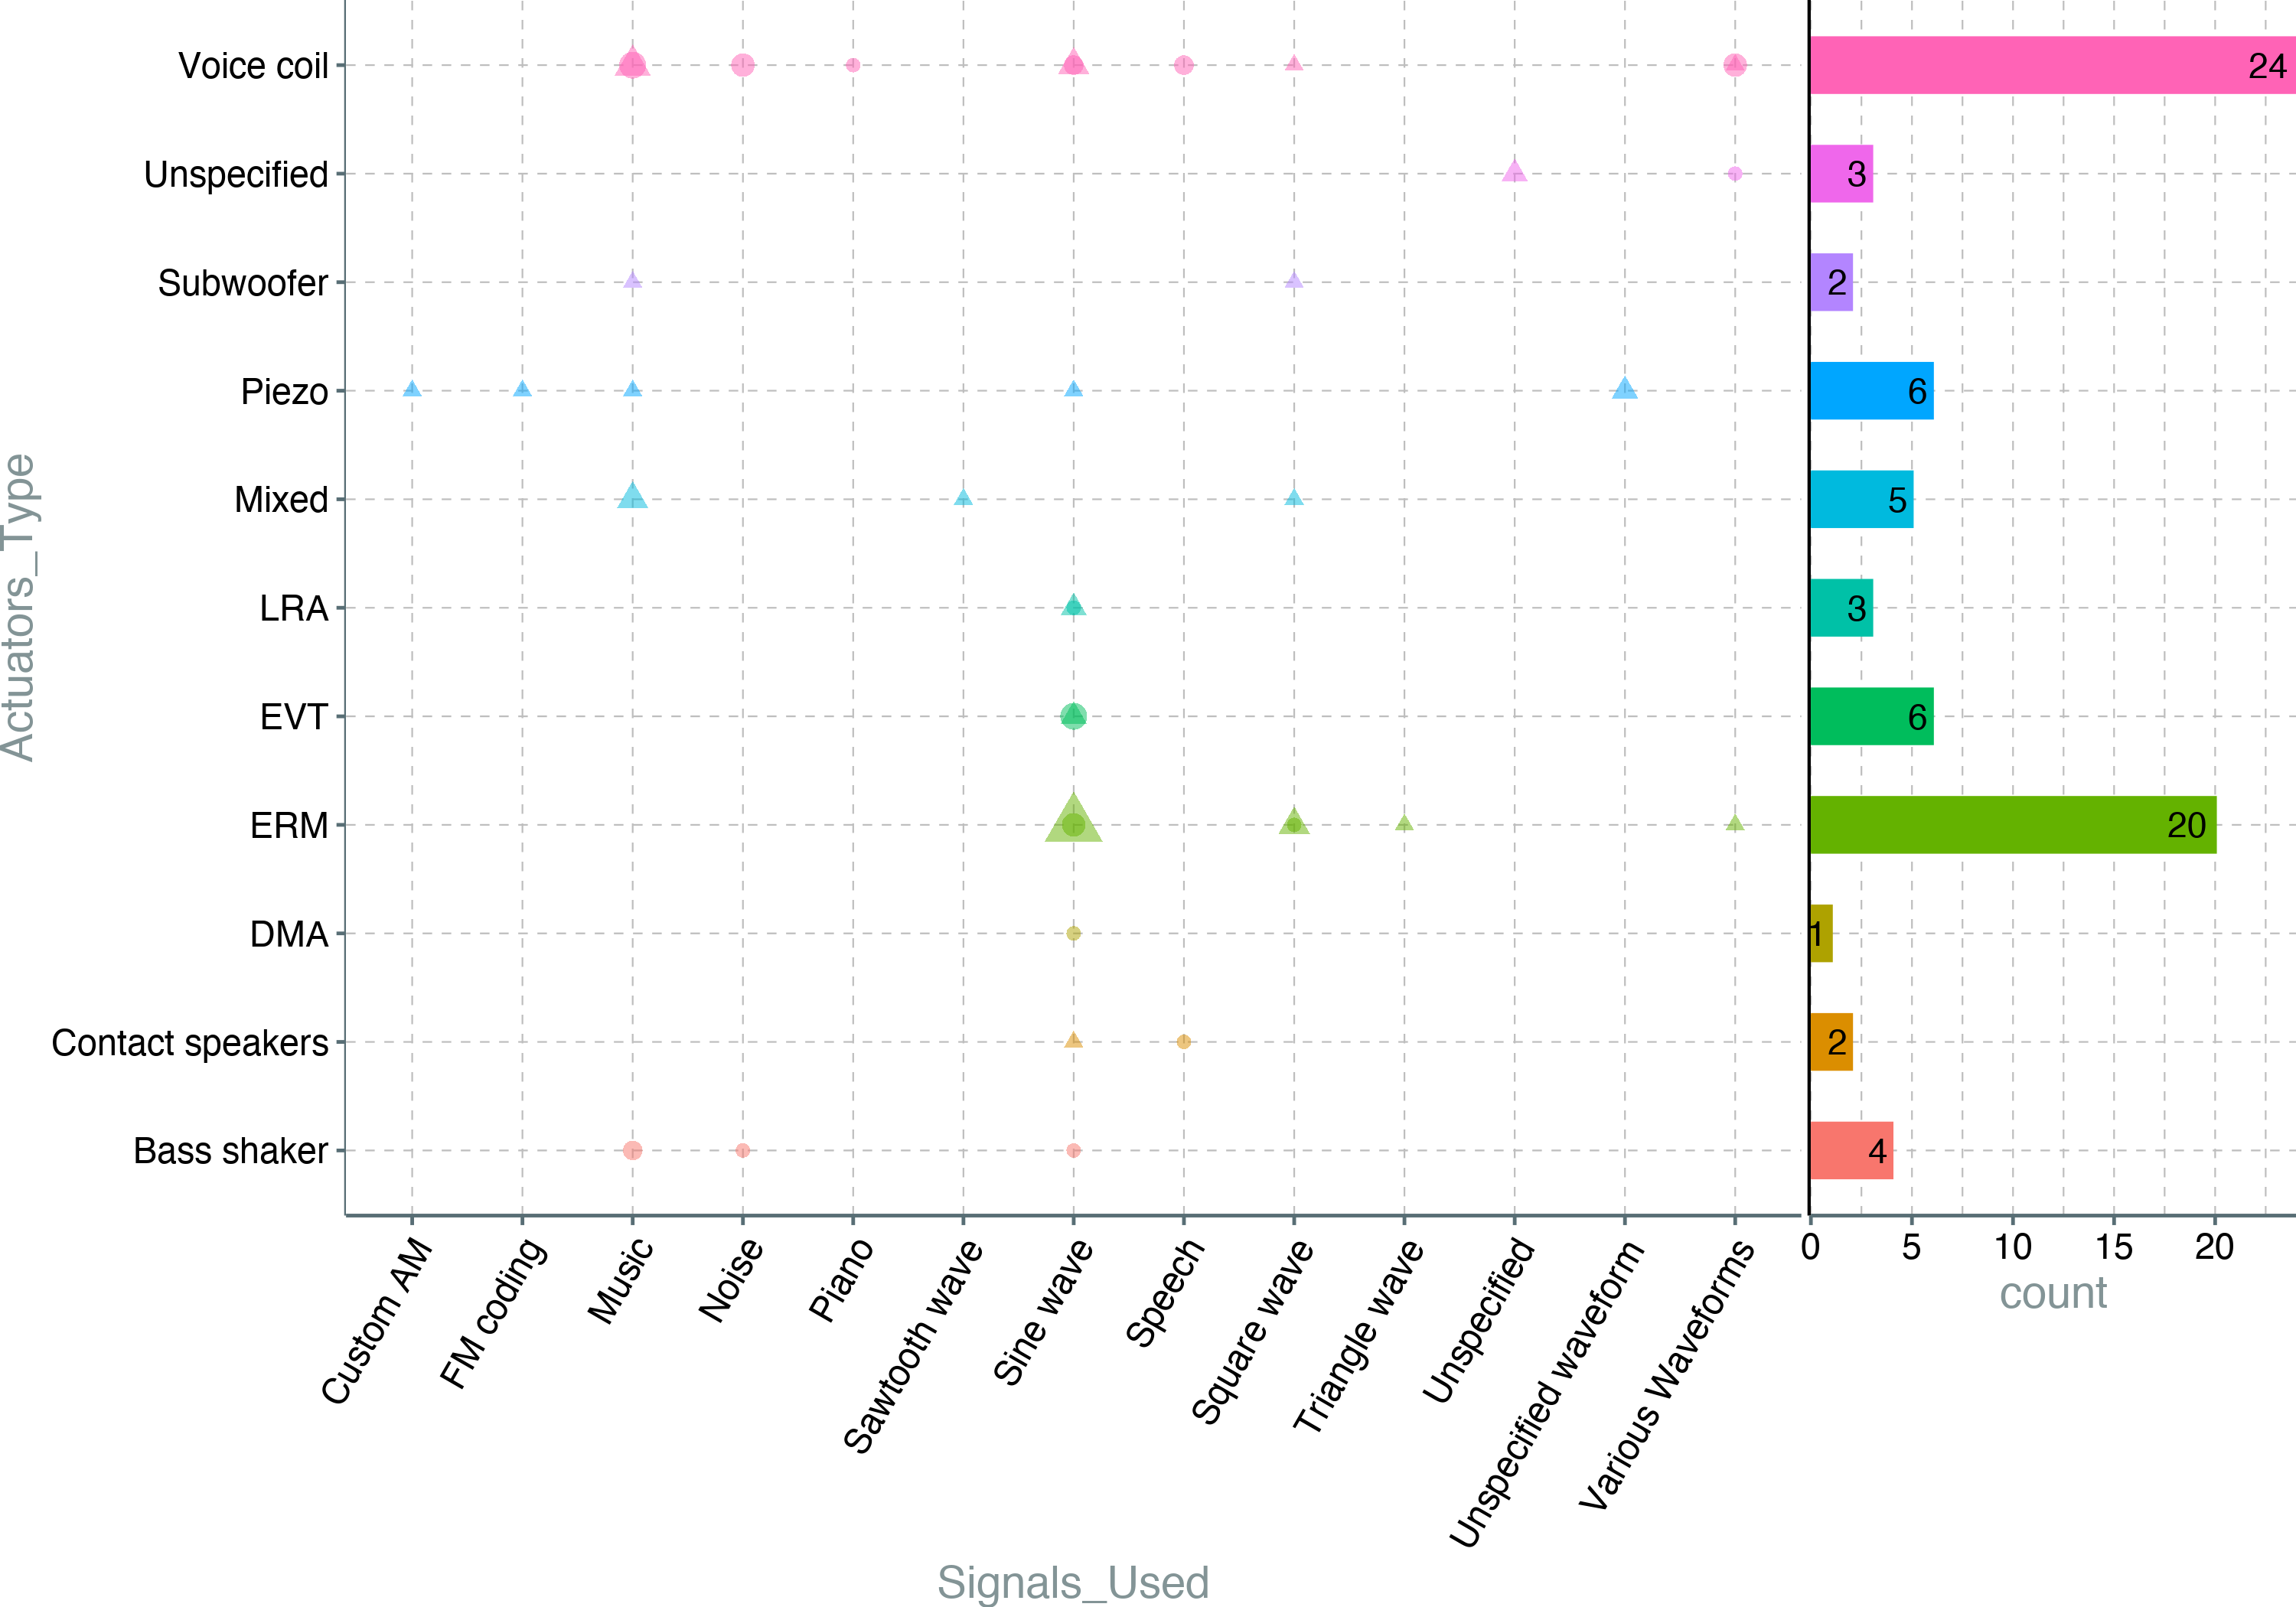 Voice coil
24
Unspecified
3
Subwoofer
2
Piezo
6
Mixed
5
LRA
3
EVT
6
ERM
20
DMA
1
Contact speakers
2
Bass shaker
4
Actuators_Type
Custom AM
FM coding
Music
Noise
Piano
Sawtooth wave
Sine wave
Speech
Square wave
Triangle wave
Unspecified
Unspecified waveform
Various Waveforms
0 5 10 15 20
count
Signals_Used